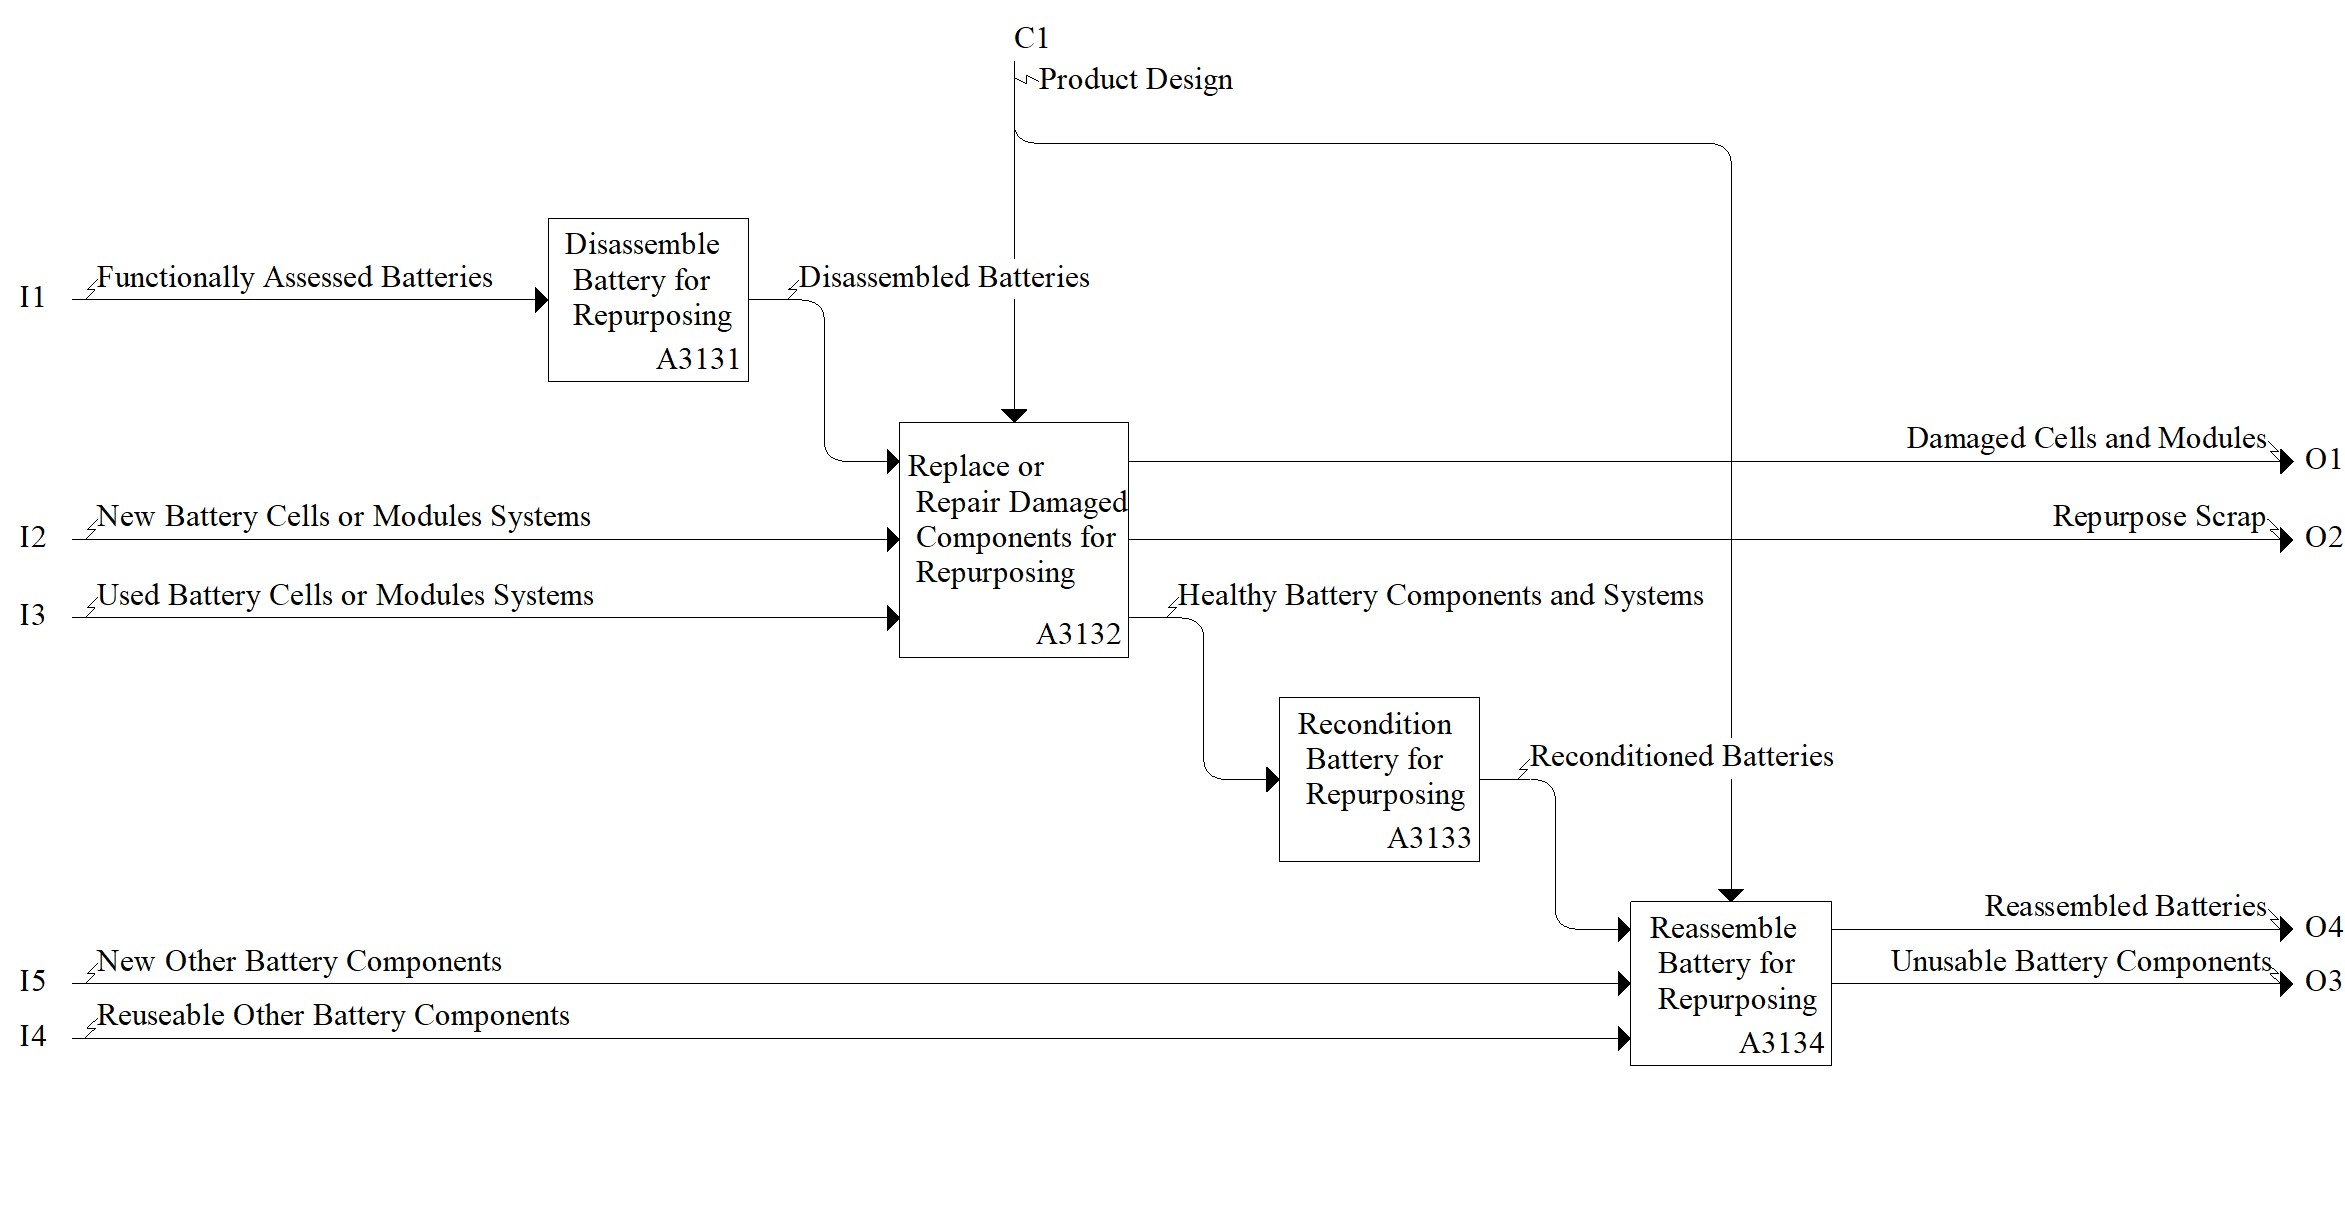 C1
Product Design
Disassemble
Battery for
Repurposing
A3131
I1
Functionally Assessed Batteries
Disassembled Batteries
Replace or
Repair Damaged
Components for
Repurposing
A3132
Damaged Cells and Modules
O1
I2
New Battery Cells or Modules Systems
Repurpose Scrap
O2
I3
Used Battery Cells or Modules Systems
Healthy Battery Components and Systems
Recondition
Battery for
Repurposing
A3133
Reconditioned Batteries
Reassemble
Battery for
Repurposing
A3134
Reassembled Batteries
O4
I5
New Other Battery Components
Unusable Battery Components
O3
I4
Reuseable Other Battery Components